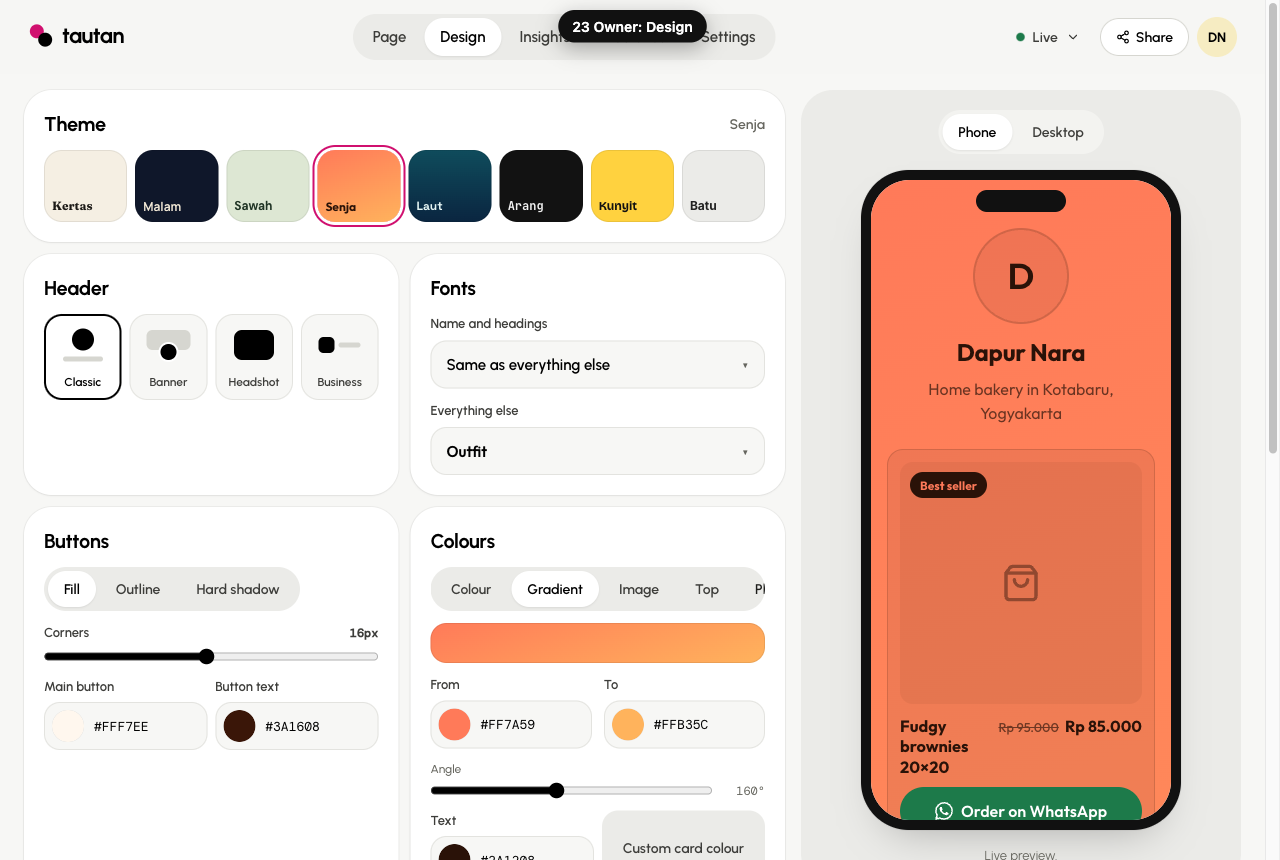 tautan
Page
Design
23 Owner: Design
Settings
Live
Share
DN
Theme
Senja
Kertas
Malam
Sawah
Senja
Laut
Arang
Kunyit
Batu
Header
Classic
Banner
Headshot
Business
Fonts
Name and headings
Same as everything else
Everything else
Outfit
Buttons
Fill
Outline
Hard shadow
Corners
16px
Main button
Button text
#FFF7EE
#3A1608
Colours
Colour
Gradient
Image
Top
From
To
#FF7A59
#FFB35C
Angle
160°
Text
Custom card colour
Phone
Desktop
D
Dapur Nara
Home bakery in Kotabaru,
Yogyakarta
Best seller
Fudgy
brownies
20×20
Rp 95.000 Rp 85.000
Order on WhatsApp
Live preview.